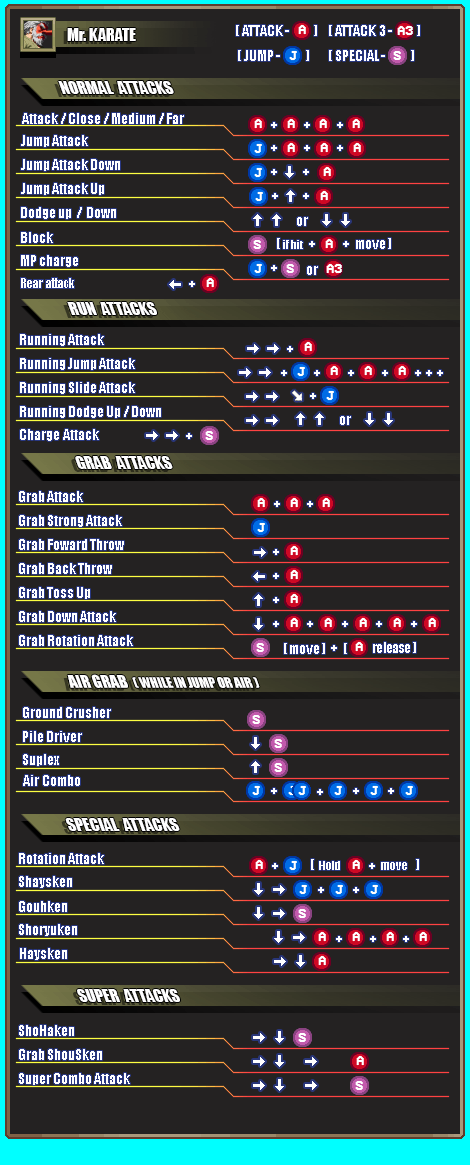 Mr. KARATE
[ ATTACK - A ] [ ATTACK 3 - A3 ]
[ JUMP - J ] [ SPECIAL - S ]
NORMAL ATTACKS
Attack / Close / Medium / Far A + A + A + A
Jump Attack J + A + A + A
Jump Attack Down J + ↓ + A
Jump Attack Up J + ↑ + A
Dodge up / Down ↑ ↑ or ↓ ↓
Block S [ if hit + A + move ]
MP charge J + S or A3
Rear attack ← + A
RUN ATTACKS
Running Attack → → + A
Running Jump Attack → → + J + A + A + A + + +
Running Slide Attack → → ↘ + J
Running Dodge Up / Down → → ↑ ↑ or ↓ ↓
Charge Attack → → + S
GRAB ATTACKS
Grab Attack A + A + A
Grab Strong Attack J
Grab Foward Throw → + A
Grab Back Throw ← + A
Grab Toss Up ↑ + A
Grab Down Attack ↓ + A + A + A + A + A
Grab Rotation Attack S [ move ] + [ A release ]
AIR GRAB ( WHILE IN JUMP OR AIR )
Ground Crusher S
Pile Driver ↓ S
Suplex ↑ S
Air Combo J + J + J + J + J
SPECIAL ATTACKS
Rotation Attack A + J [ Hold A + move ]
Shaysken ↓ → J + J + J
Gouhken ↓ → S
Shoryuken ↓ → A + A + A + A
Haysken → ↓ A
SUPER ATTACKS
ShoHaken → ↓ S
Grab ShouSken → ↓ → A
Super Combo Attack → ↓ → S